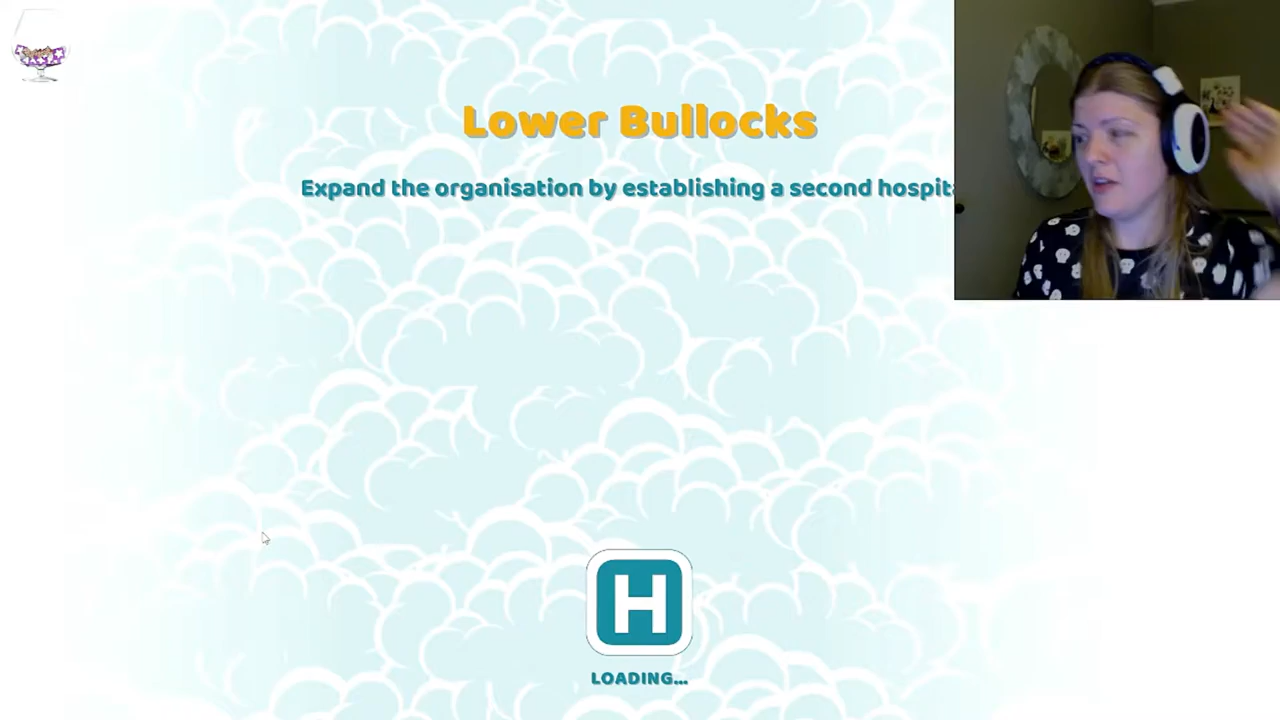 Lower Bullocks
Expand the organisation by establishing a second hospit
H
LOADING...